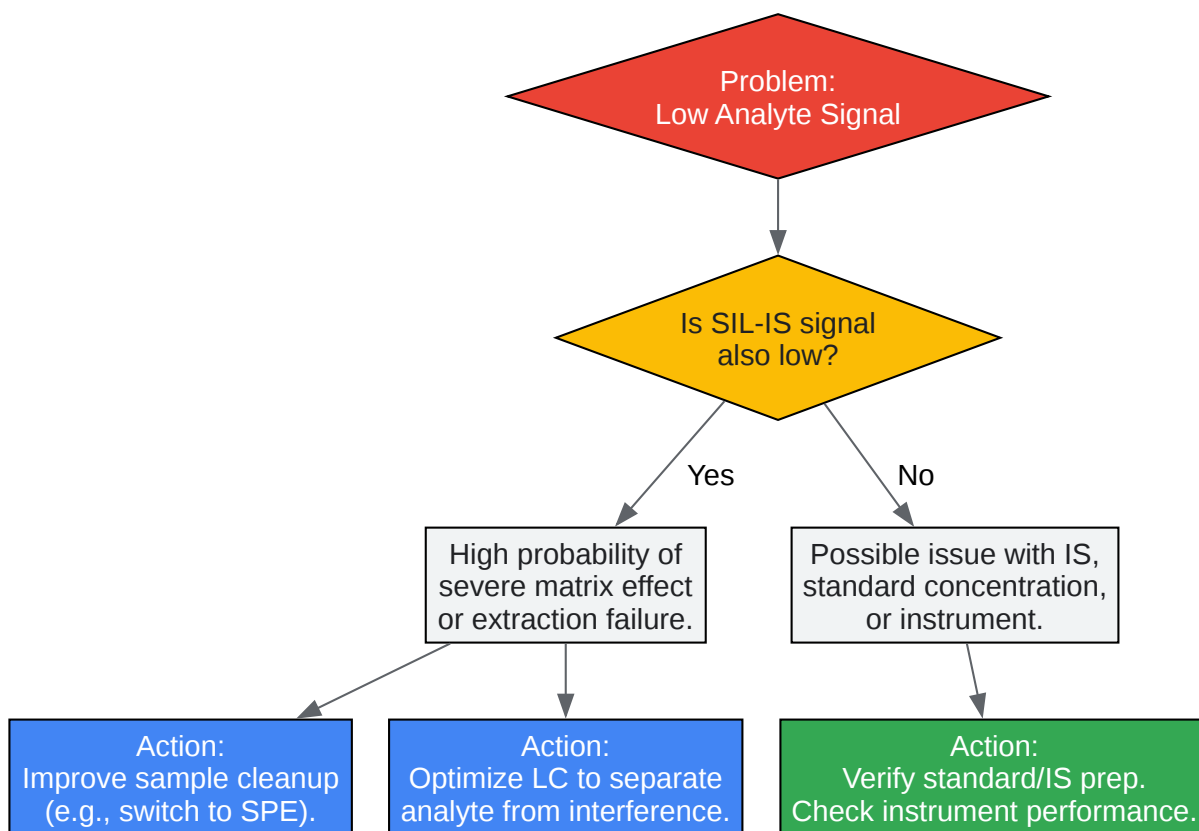 Problem:
Low Analyte Signal
Is SIL-IS signal
also low?
Yes
No
High probability of
severe matrix effect
or extraction failure.
Possible issue with IS,
standard concentration,
or instrument.
Action:
Improve sample cleanup
(e.g., switch to SPE).
Action:
Optimize LC to separate
analyte from interference.
Action:
Verify standard/IS prep.
Check instrument performance.